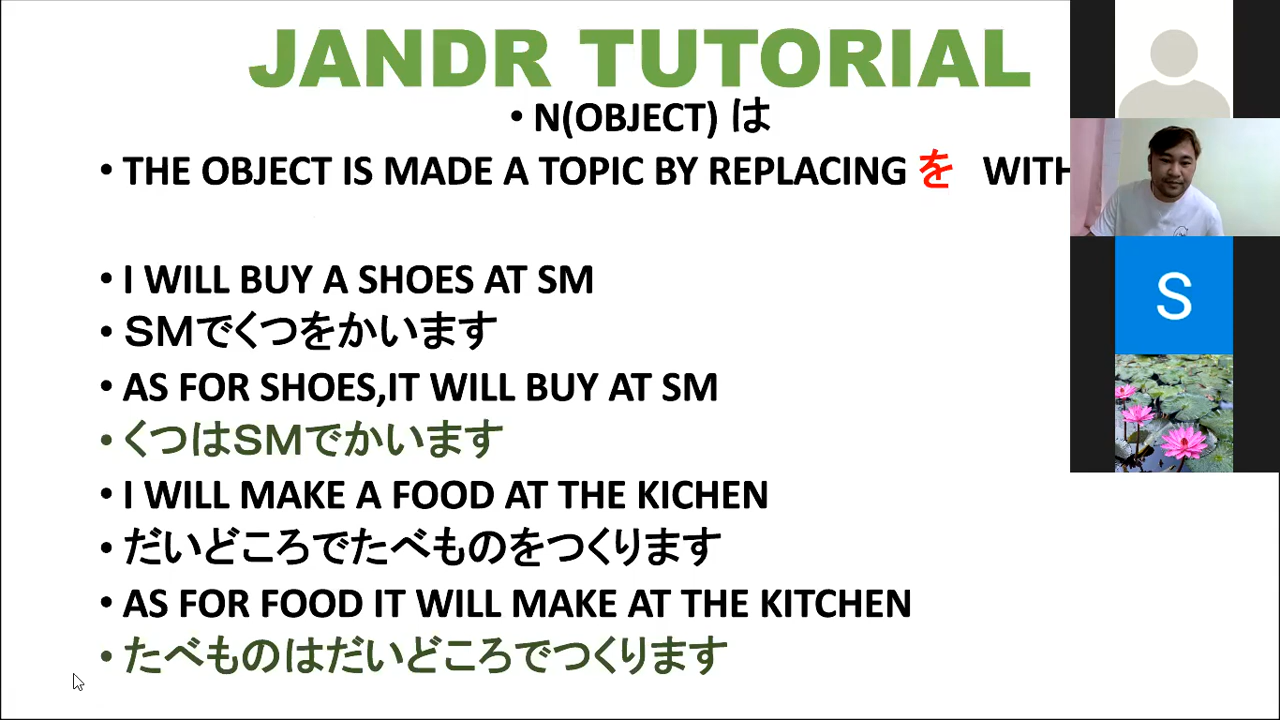 JANDR TUTORIAL
• N(OBJECT) は
• THE OBJECT IS MADE A TOPIC BY REPLACING を WITH
• I WILL BUY A SHOES AT SM
• ＳＭでくつをかいます
• AS FOR SHOES,IT WILL BUY AT SM
• くつはＳＭでかいます
• I WILL MAKE A FOOD AT THE KICHEN
• だいどころでたべものをつくります
• AS FOR FOOD IT WILL MAKE AT THE KITCHEN
• たべものはだいどころでつくります
S